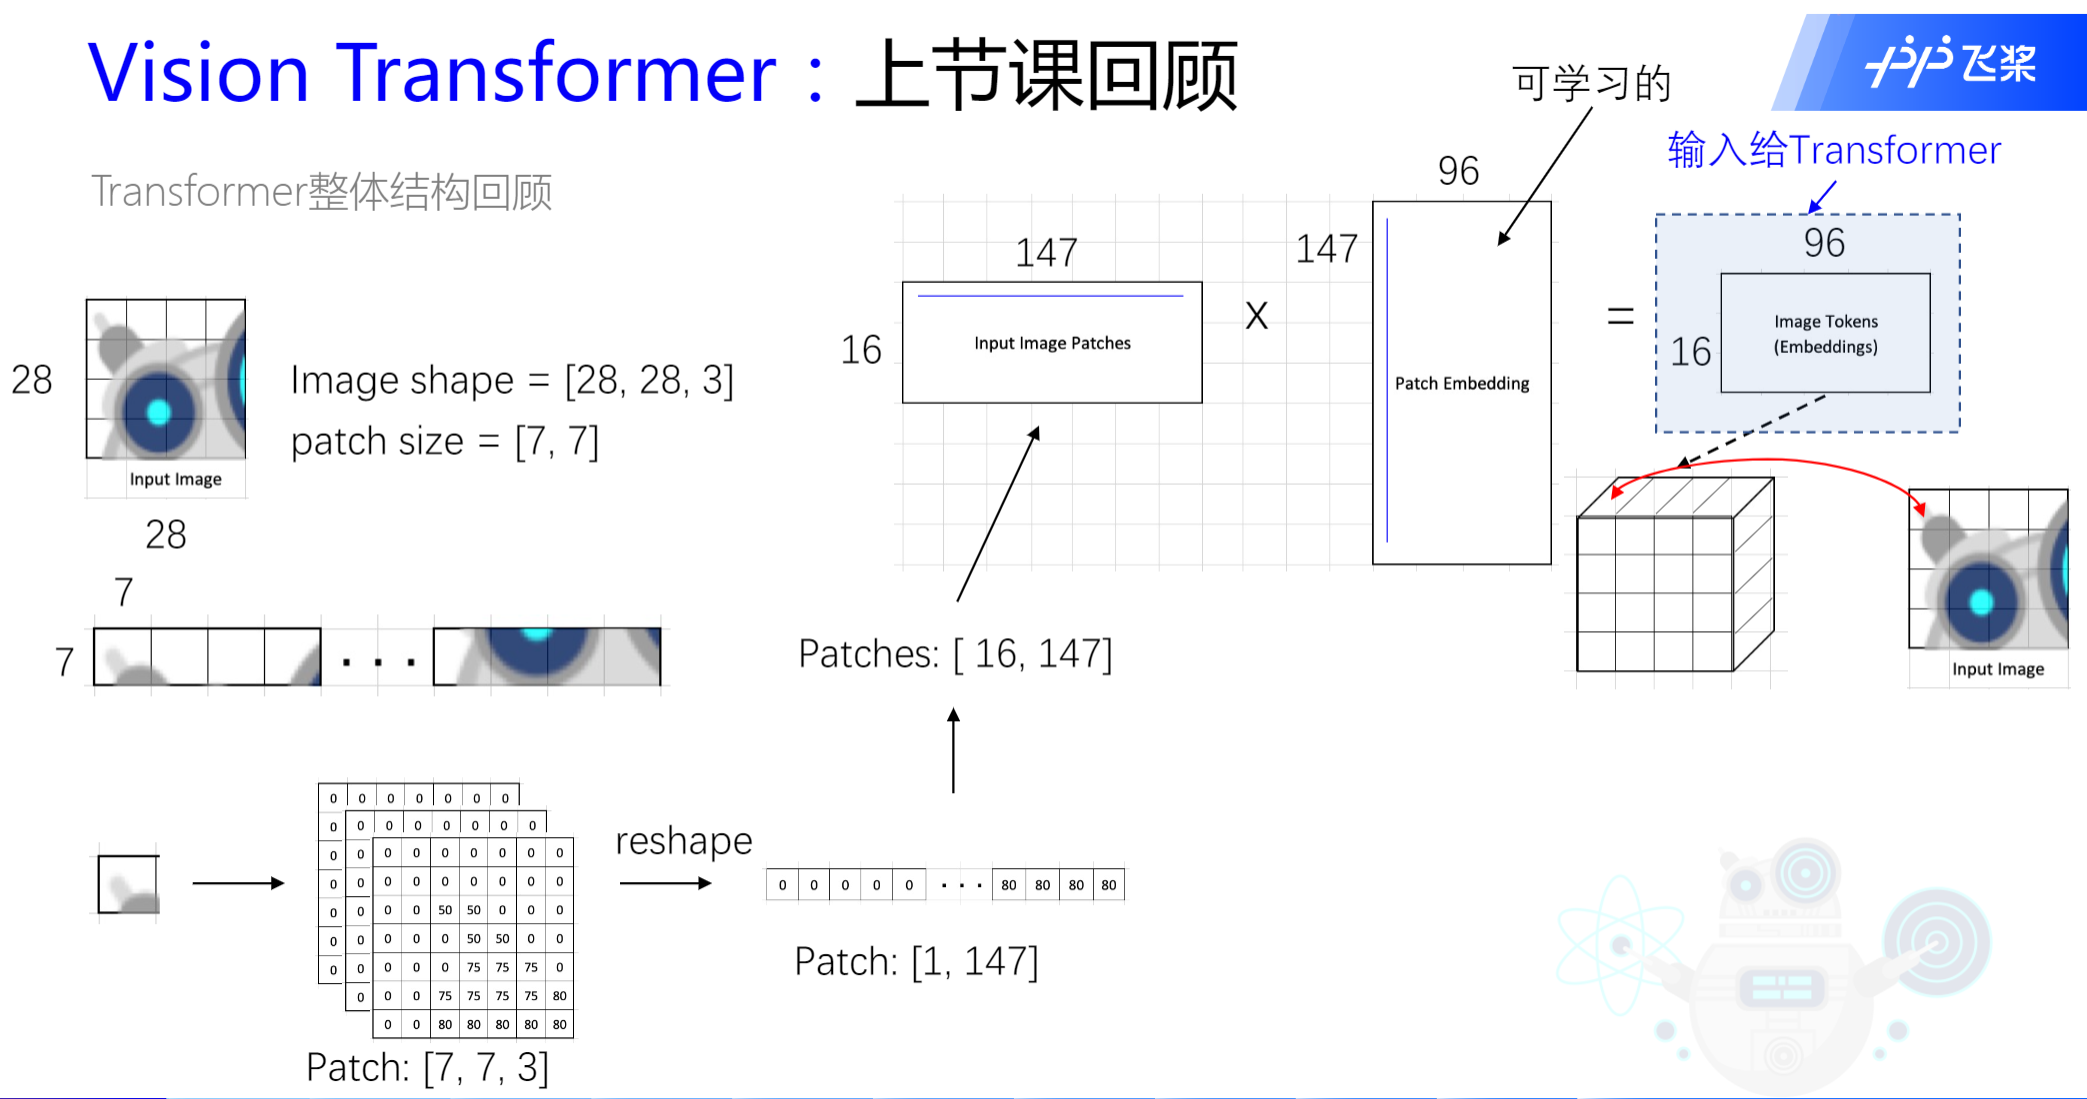 Vision Transformer：上节课回顾
飞桨
Transformer整体结构回顾
可学习的
输入给Transformer
28
Input Image
28
Image shape = [28, 28, 3]
patch size = [7, 7]
7
7
. . .
147
16
Input Image Patches
X
96
147
Patch Embedding
=
96
16
Image Tokens
(Embeddings)
Input Image
Patches: [ 16, 147]
0 0 0 0 0 0 0
0 0 0 0 0 0 0 0
0 0 0 0 0 0 0 0 0
0 0 0 0 0 0 0 0 0
0 0 0 0 50 50 0 0 0
0 0 0 0 0 50 50 0 0
0 0 0 0 0 75 75 75 0
0 0 0 75 75 75 75 80
0 0 80 80 80 80 80
Patch: [7, 7, 3]
reshape
0 0 0 0 0 . . . 80 80 80 80
Patch: [1, 147]